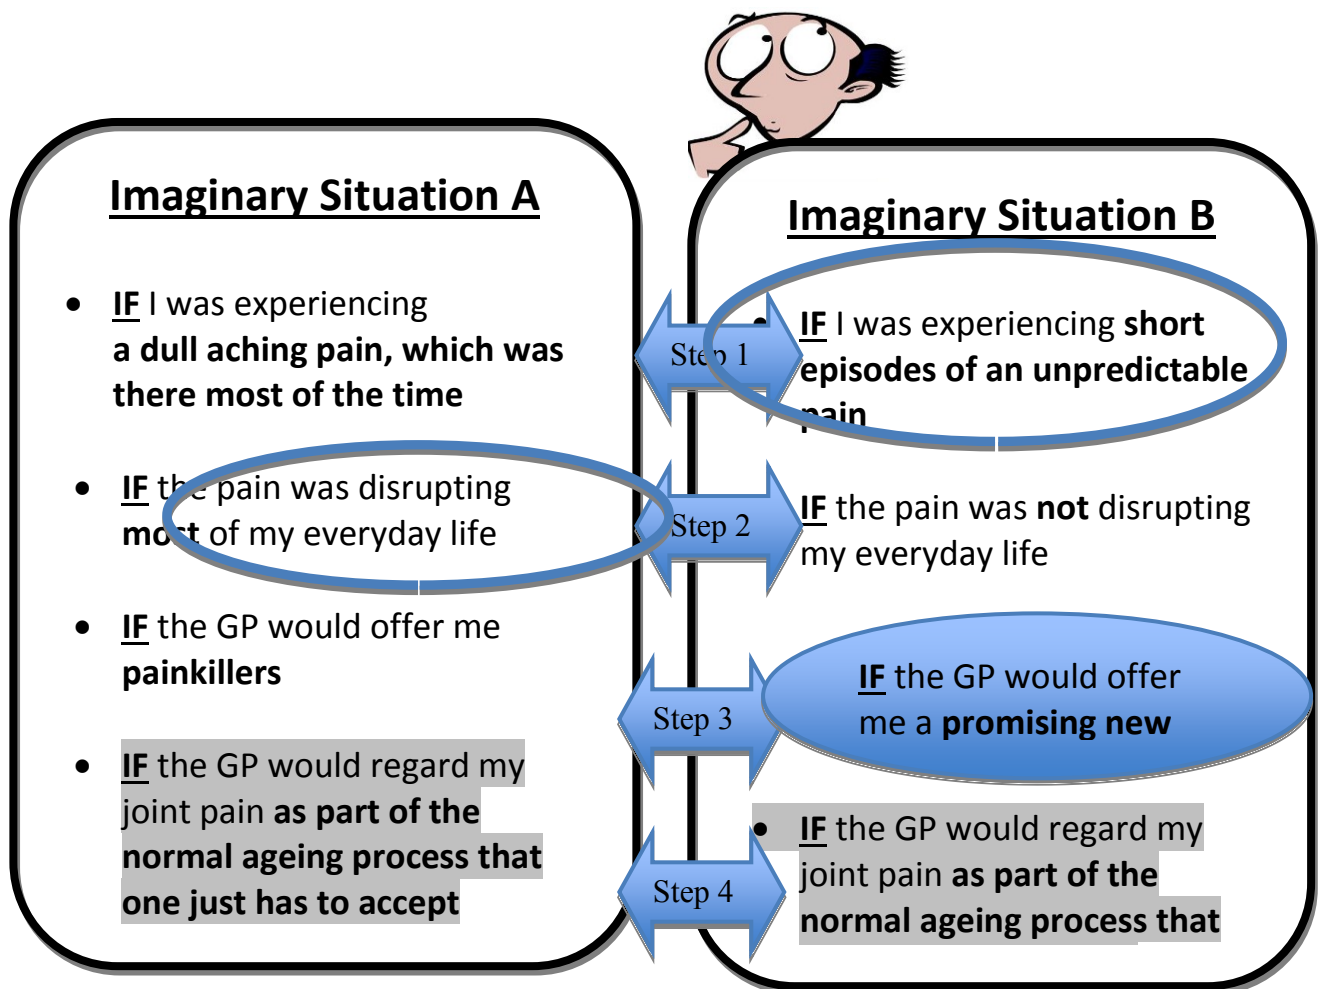 Imaginary Situation A
IF I was experiencing
a dull aching pain, which was
there most of the time
IF the pain was disrupting
most of my everyday life
IF the GP would offer me
painkillers
IF the GP would regard my
joint pain as part of the
normal ageing process that
one just has to accept
Step 1
Step 2
Step 3
Step 4
Imaginary Situation B
IF I was experiencing short
episodes of an unpredictable
pain
IF the pain was not disrupting
my everyday life
IF the GP would offer
me a promising new
IF the GP would regard my
joint pain as part of the
normal ageing process that